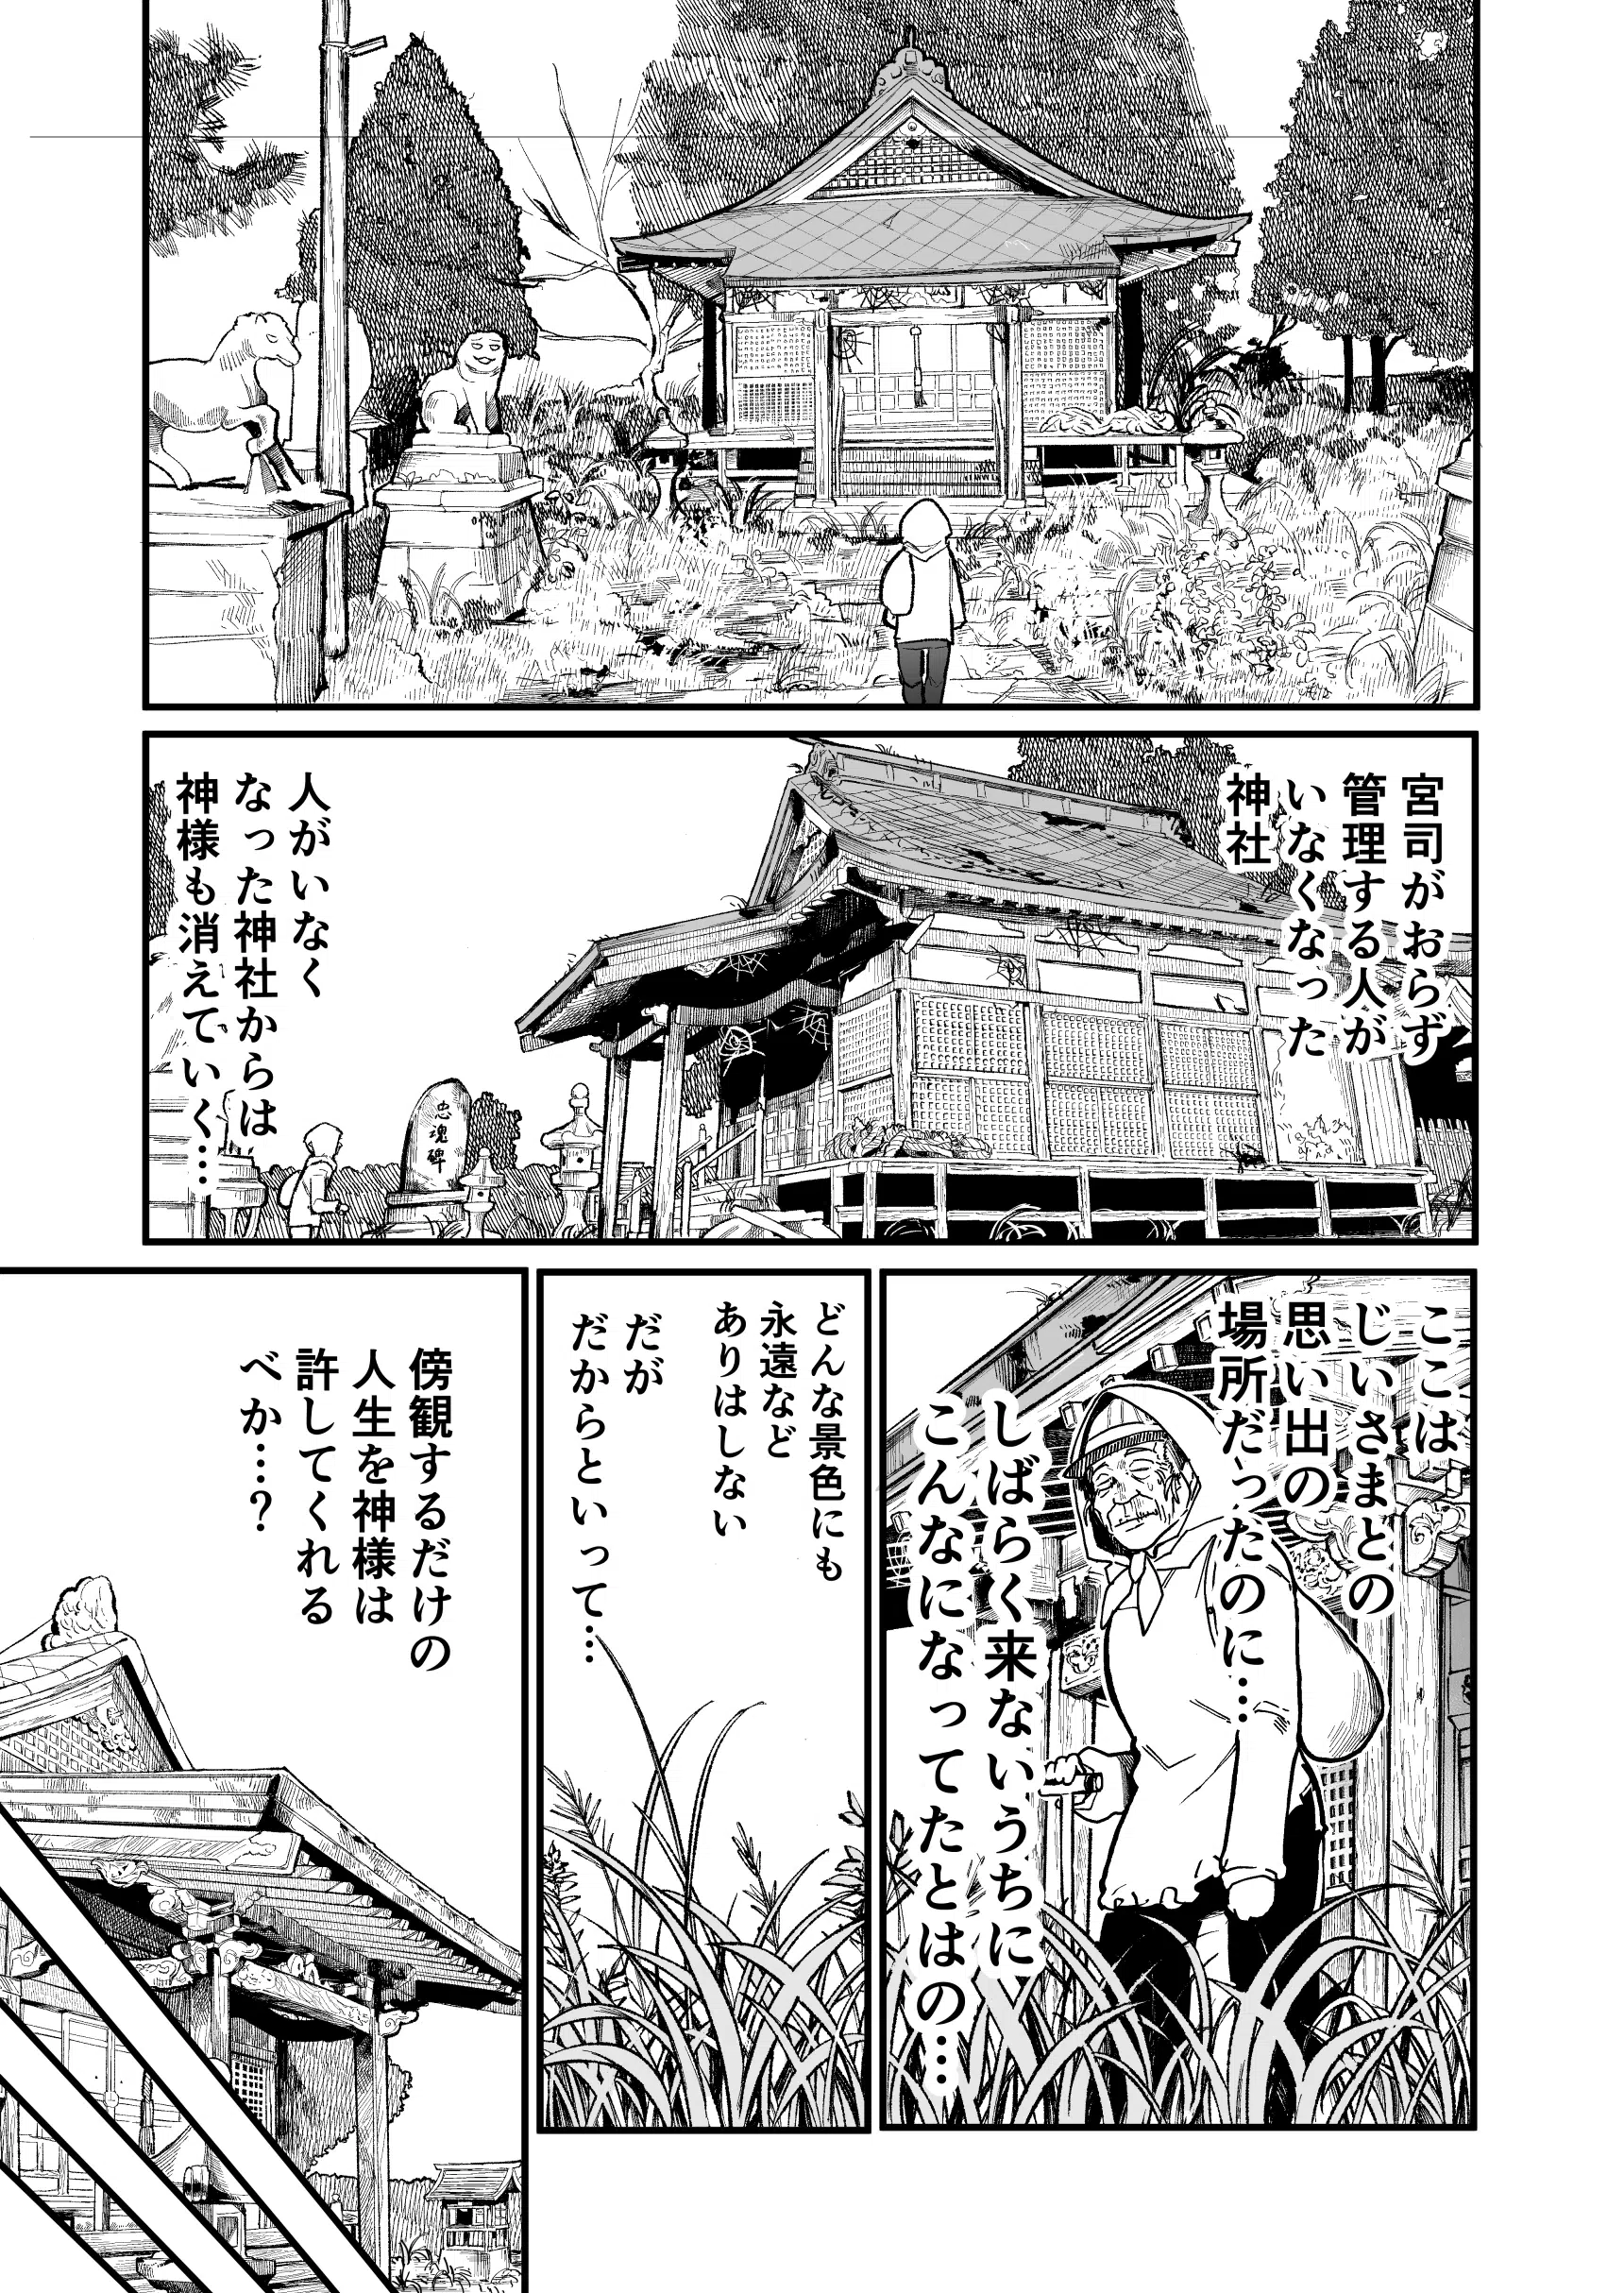 宮司がおらず
管理する人が
いなくなった
神社
人がいなく
なった神社からは
神様も消えていく…
忠魂碑
ここは
じいさまとの
思い出の
場所だったのに…
しばらく来ないうちに
こんなになってたとはの…
どんな景色にも
永遠など
ありはしない
だが
だからといって…
傍観するだけの
人生を神様は
許してくれる
べか…?